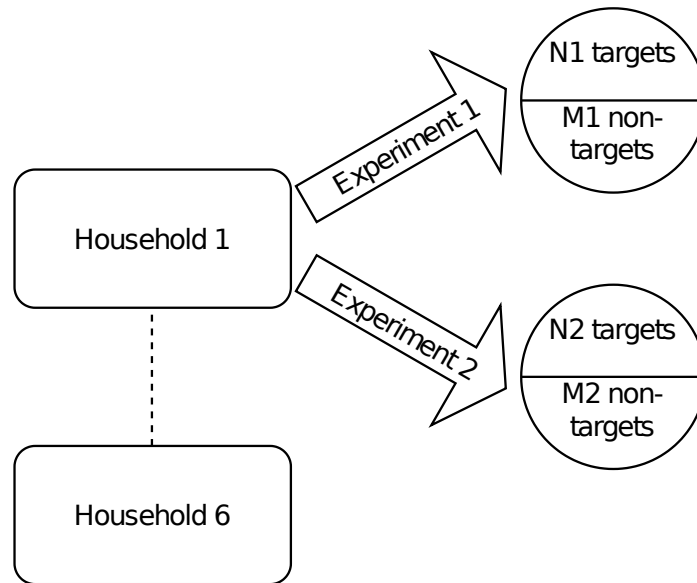 N1 targets
M1 non-
targets
Experiment 1
Household 1
Experiment 2
N2 targets
M2 non-
targets
Household 6